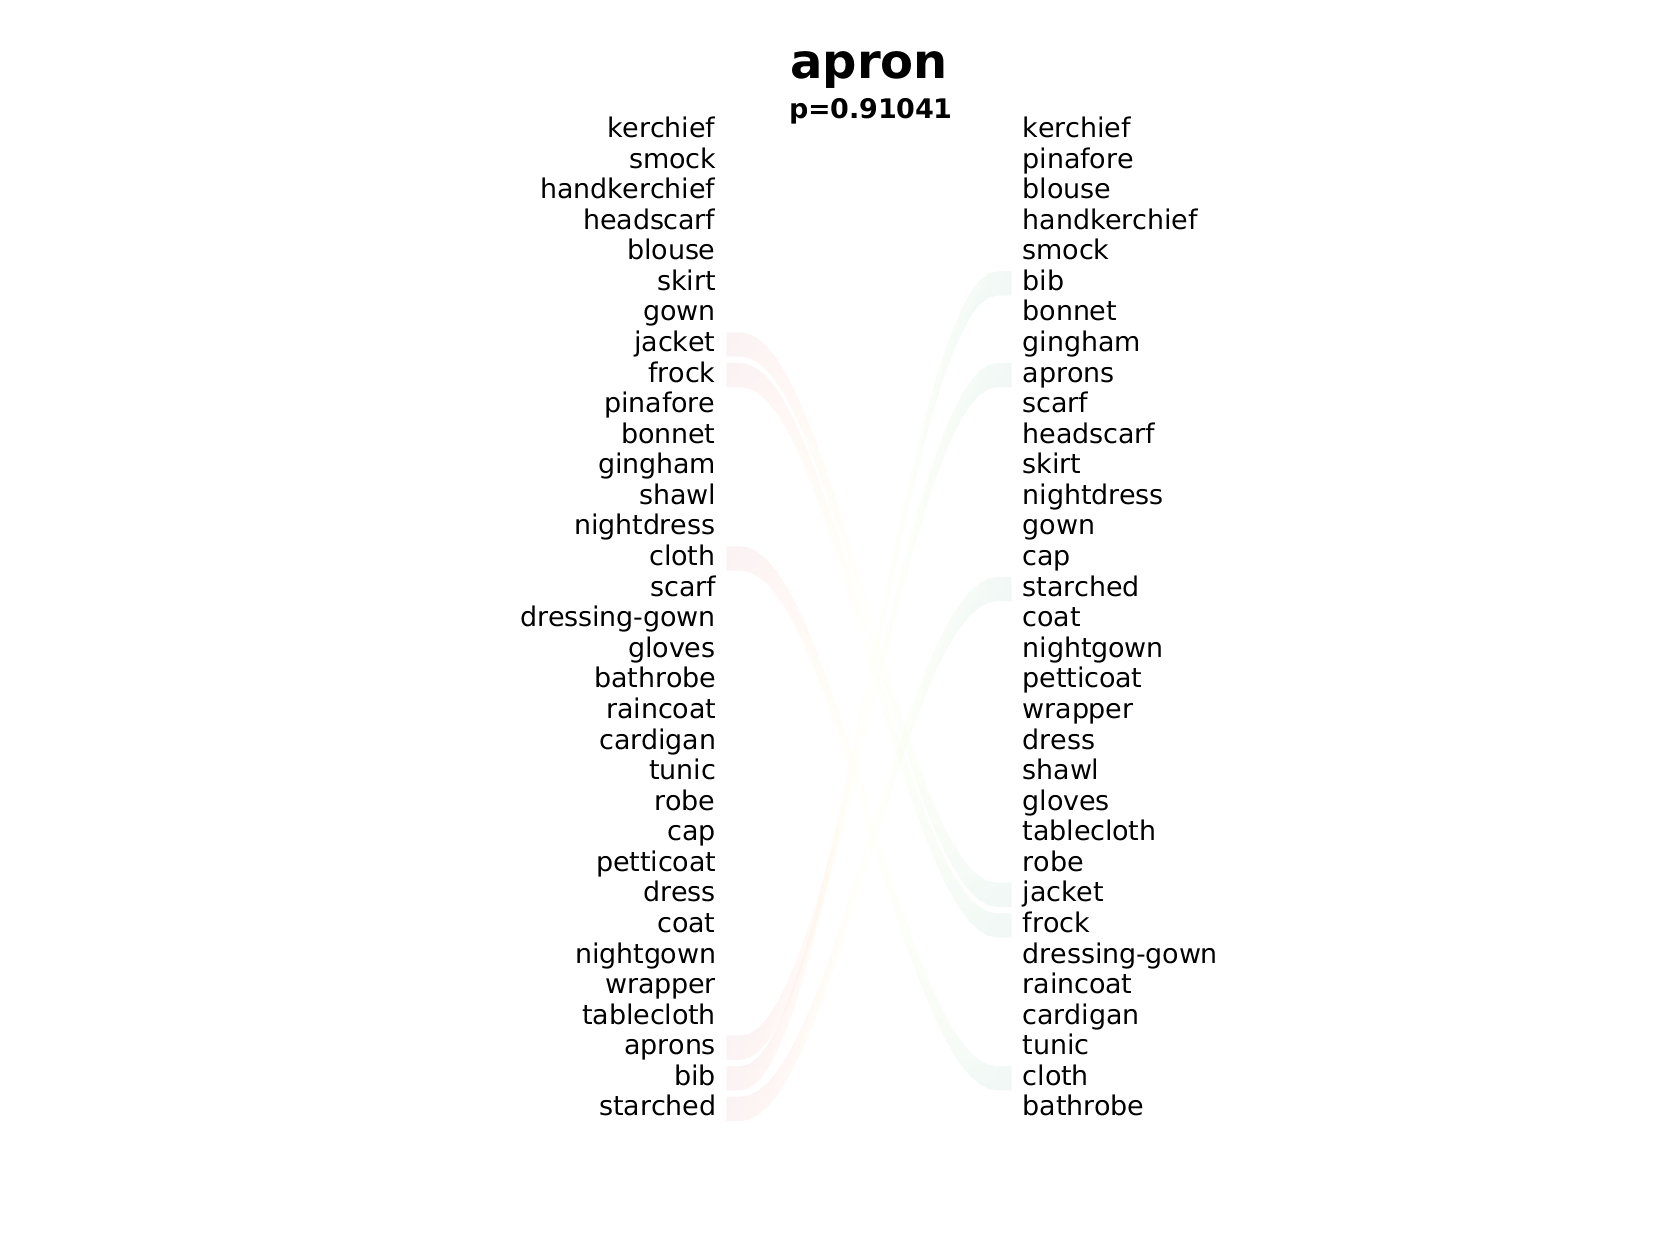 apron
p=0.91041
kerchief kerchief
smock pinafore
handkerchief blouse
headscarf handkerchief
blouse smock
skirt bib
gown bonnet
jacket gingham
frock aprons
pinafore scarf
bonnet headscarf
gingham skirt
shawl nightdress
nightdress gown
cloth cap
scarf starched
dressing-gown coat
gloves nightgown
bathrobe petticoat
raincoat wrapper
cardigan dress
tunic shawl
robe gloves
cap tablecloth
petticoat robe
dress jacket
coat frock
nightgown dressing-gown
wrapper raincoat
tablecloth cardigan
aprons tunic
bib cloth
starched bathrobe